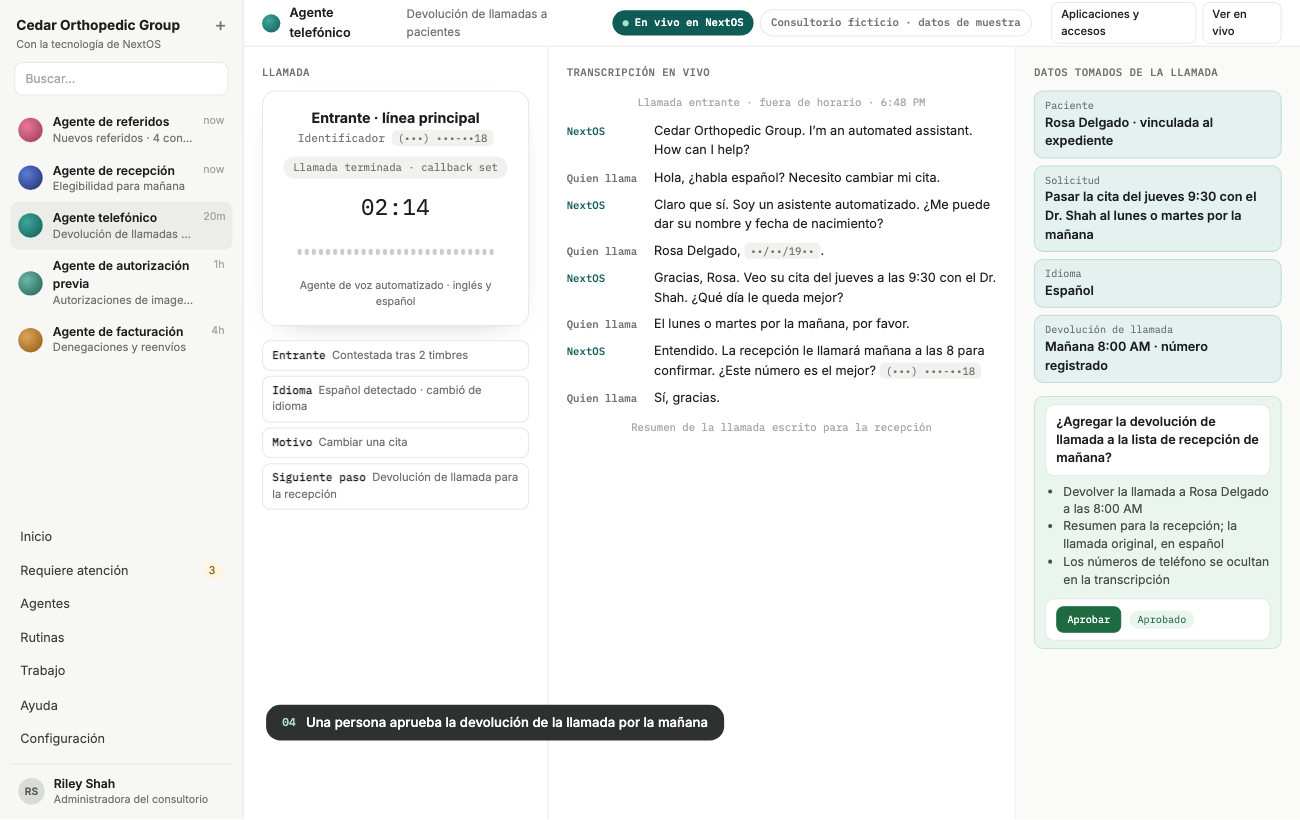 Cedar Orthopedic Group
+
Con la tecnología de NextOS
Buscar...
Agente de referidos
now
Nuevos referidos · 4 con...
Agente de recepción
now
Elegibilidad para mañana
Agente telefónico
20m
Devolución de llamadas ...
Agente de autorización
previa
1h
Autorizaciones de image...
Agente de facturación
4h
Denegaciones y reenvíos
Inicio
Requiere atención
3
Agentes
Rutinas
Trabajo
Ayuda
Configuración
RS
Riley Shah
Administradora del consultorio
Agente
telefónico
Devolución de llamadas a
pacientes
En vivo en NextOS
Consultorio ficticio · datos de muestra
Aplicaciones y
accesos
Ver en
vivo
LLAMADA
Entrante · línea principal
Identificador (•••) •••-••18
Llamada terminada · callback set
02:14
Agente de voz automatizado · inglés y
español
Entrante Contestada tras 2 timbres
Idioma Español detectado · cambió de
idioma
Motivo Cambiar una cita
Siguiente paso Devolución de llamada para
la recepción
TRANSCRIPCIÓN EN VIVO
Llamada entrante · fuera de horario · 6:48 PM
NextOS Cedar Orthopedic Group. I'm an automated assistant.
How can I help?
Quien llama Hola, ¿habla español? Necesito cambiar mi cita.
NextOS Claro que sí. Soy un asistente automatizado. ¿Me puede
dar su nombre y fecha de nacimiento?
Quien llama Rosa Delgado, ••/••/19•• .
NextOS Gracias, Rosa. Veo su cita del jueves a las 9:30 con el Dr.
Shah. ¿Qué día le queda mejor?
Quien llama El lunes o martes por la mañana, por favor.
NextOS Entendido. La recepción le llamará mañana a las 8 para
confirmar. ¿Este número es el mejor? (•••) •••-••18
Quien llama Sí, gracias.
Resumen de la llamada escrito para la recepción
04 Una persona aprueba la devolución de la llamada por la mañana
DATOS TOMADOS DE LA LLAMADA
Paciente
Rosa Delgado · vinculada al
expediente
Solicitud
Pasar la cita del jueves 9:30 con el
Dr. Shah al lunes o martes por la
mañana
Idioma
Español
Devolución de llamada
Mañana 8:00 AM · número
registrado
¿Agregar la devolución de
llamada a la lista de recepción de
mañana?
• Devolver la llamada a Rosa Delgado
a las 8:00 AM
• Resumen para la recepción; la
llamada original, en español
• Los números de teléfono se ocultan
en la transcripción
Aprobar
Aprobado